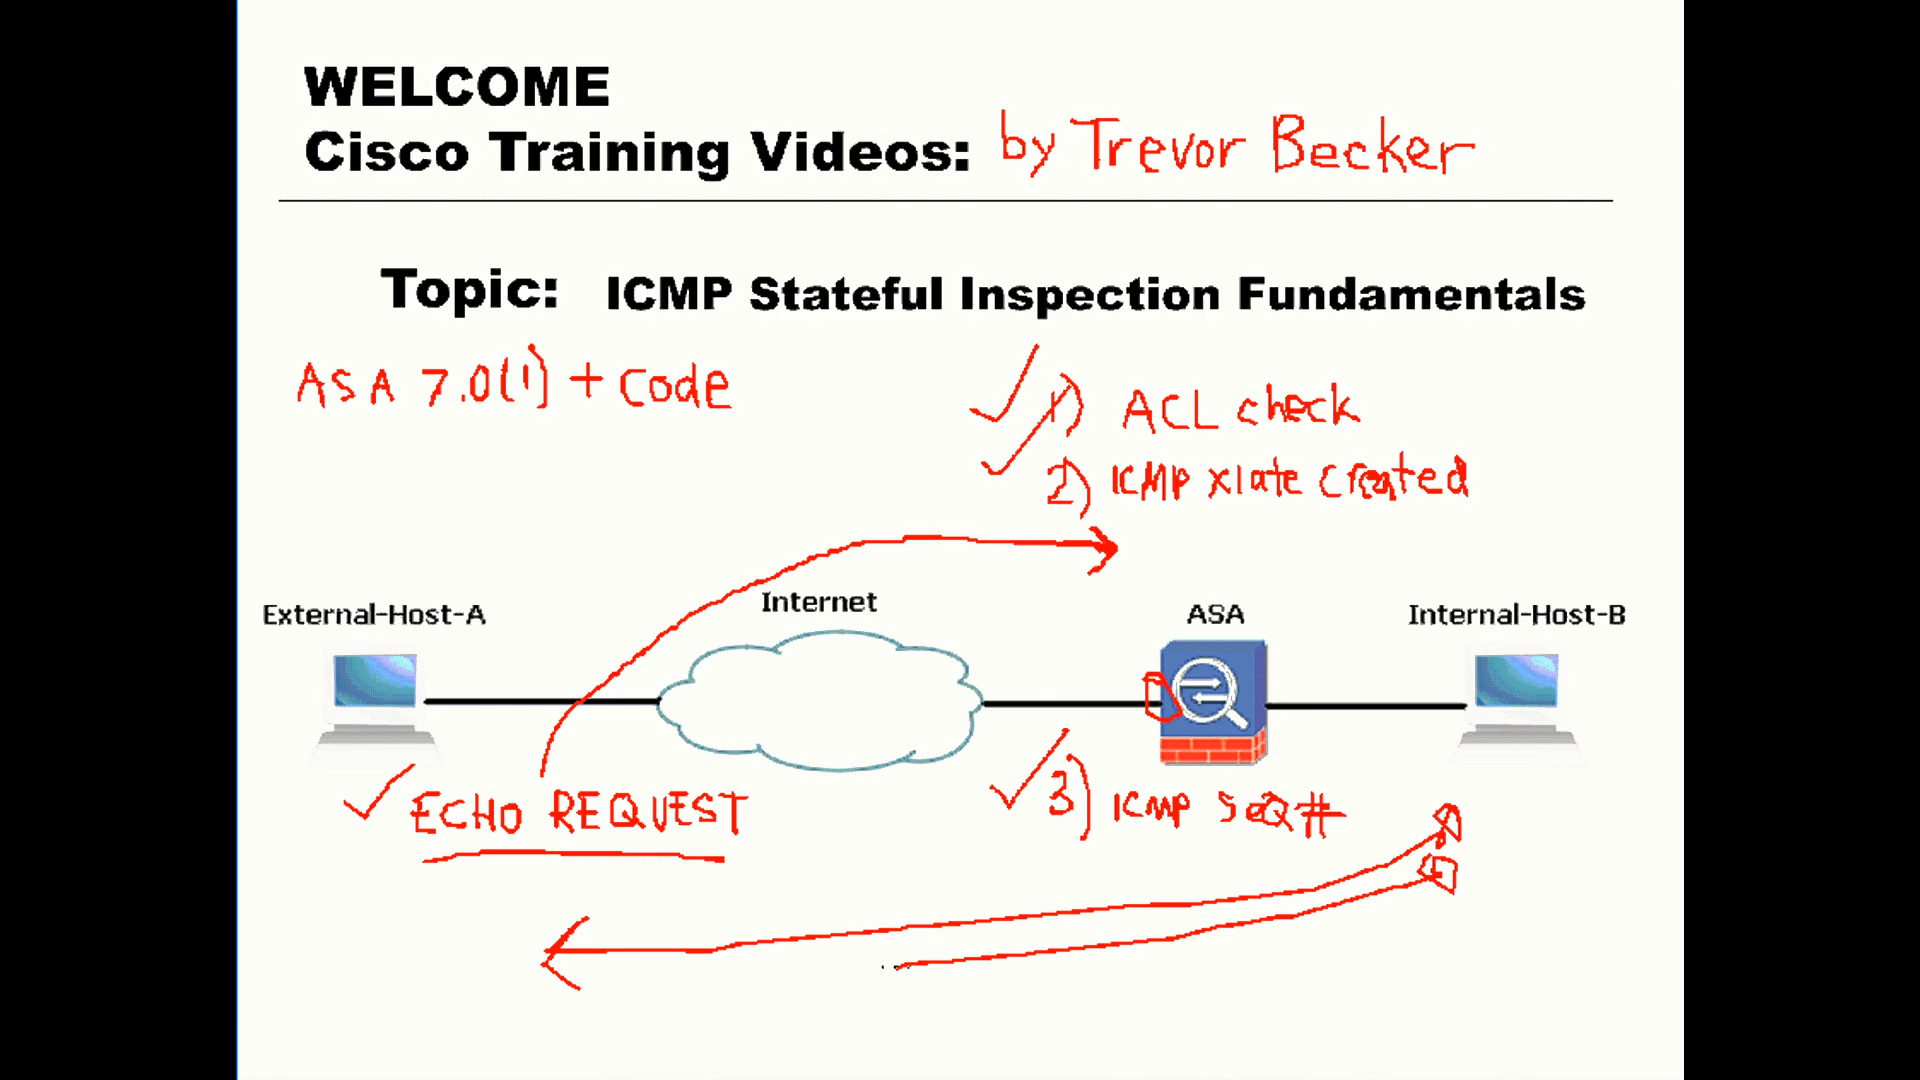 WELCOME
Cisco Training Videos: by Trevor Becker
Topic: ICMP Stateful Inspection Fundamentals
ASA 7.0(1) + Code
1) ACL check
2) ICMP xlate created
Internet
External-Host-A
ASA
Internal-Host-B
ECHO REQUEST
3) ICMP SEQ#